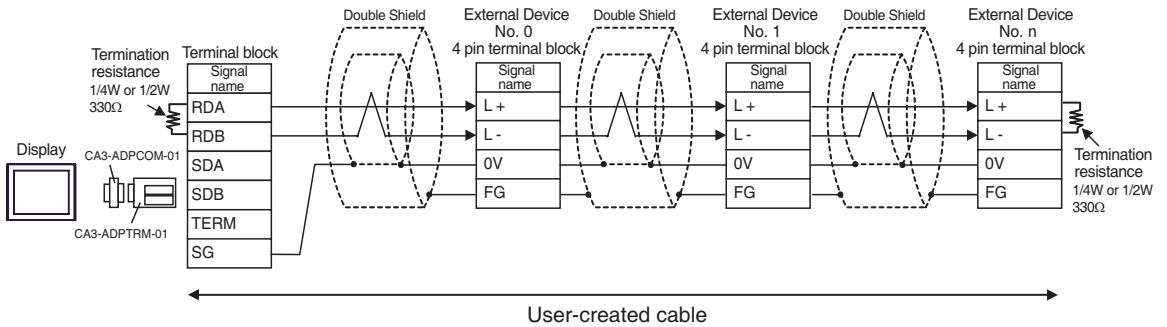 Double Shield
External Device
No. 0
4 pin terminal block
Double Shield
External Device
No. 1
4 pin terminal block
Double Shield
External Device
No. n
4 pin terminal block
Termination
resistance
1/4W or 1/2W
330Ω
Terminal block
Signal
name
RDA
RDB
SDA
SDB
TERM
SG
Signal
name
L +
L -
0V
FG
Signal
name
L +
L -
0V
FG
Signal
name
L +
L -
0V
FG
Termination
resistance
1/4W or 1/2W
330Ω
Display
CA3-ADPCOM-01
CA3-ADPTRM-01
User-created cable